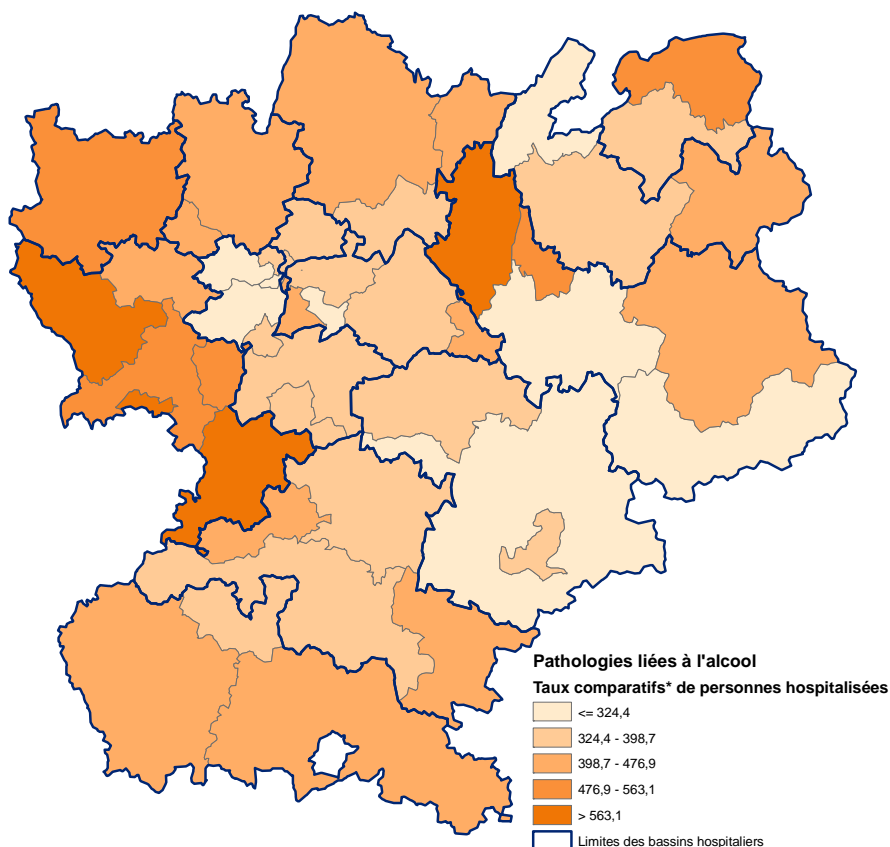 Pathologies liées à l'alcool
Taux comparatifs* de personnes hospitalisées
<= 324,4
324,4 - 398,7
398,7 - 476,9
476,9 - 563,1
> 563,1
Limites des bassins hospitaliers